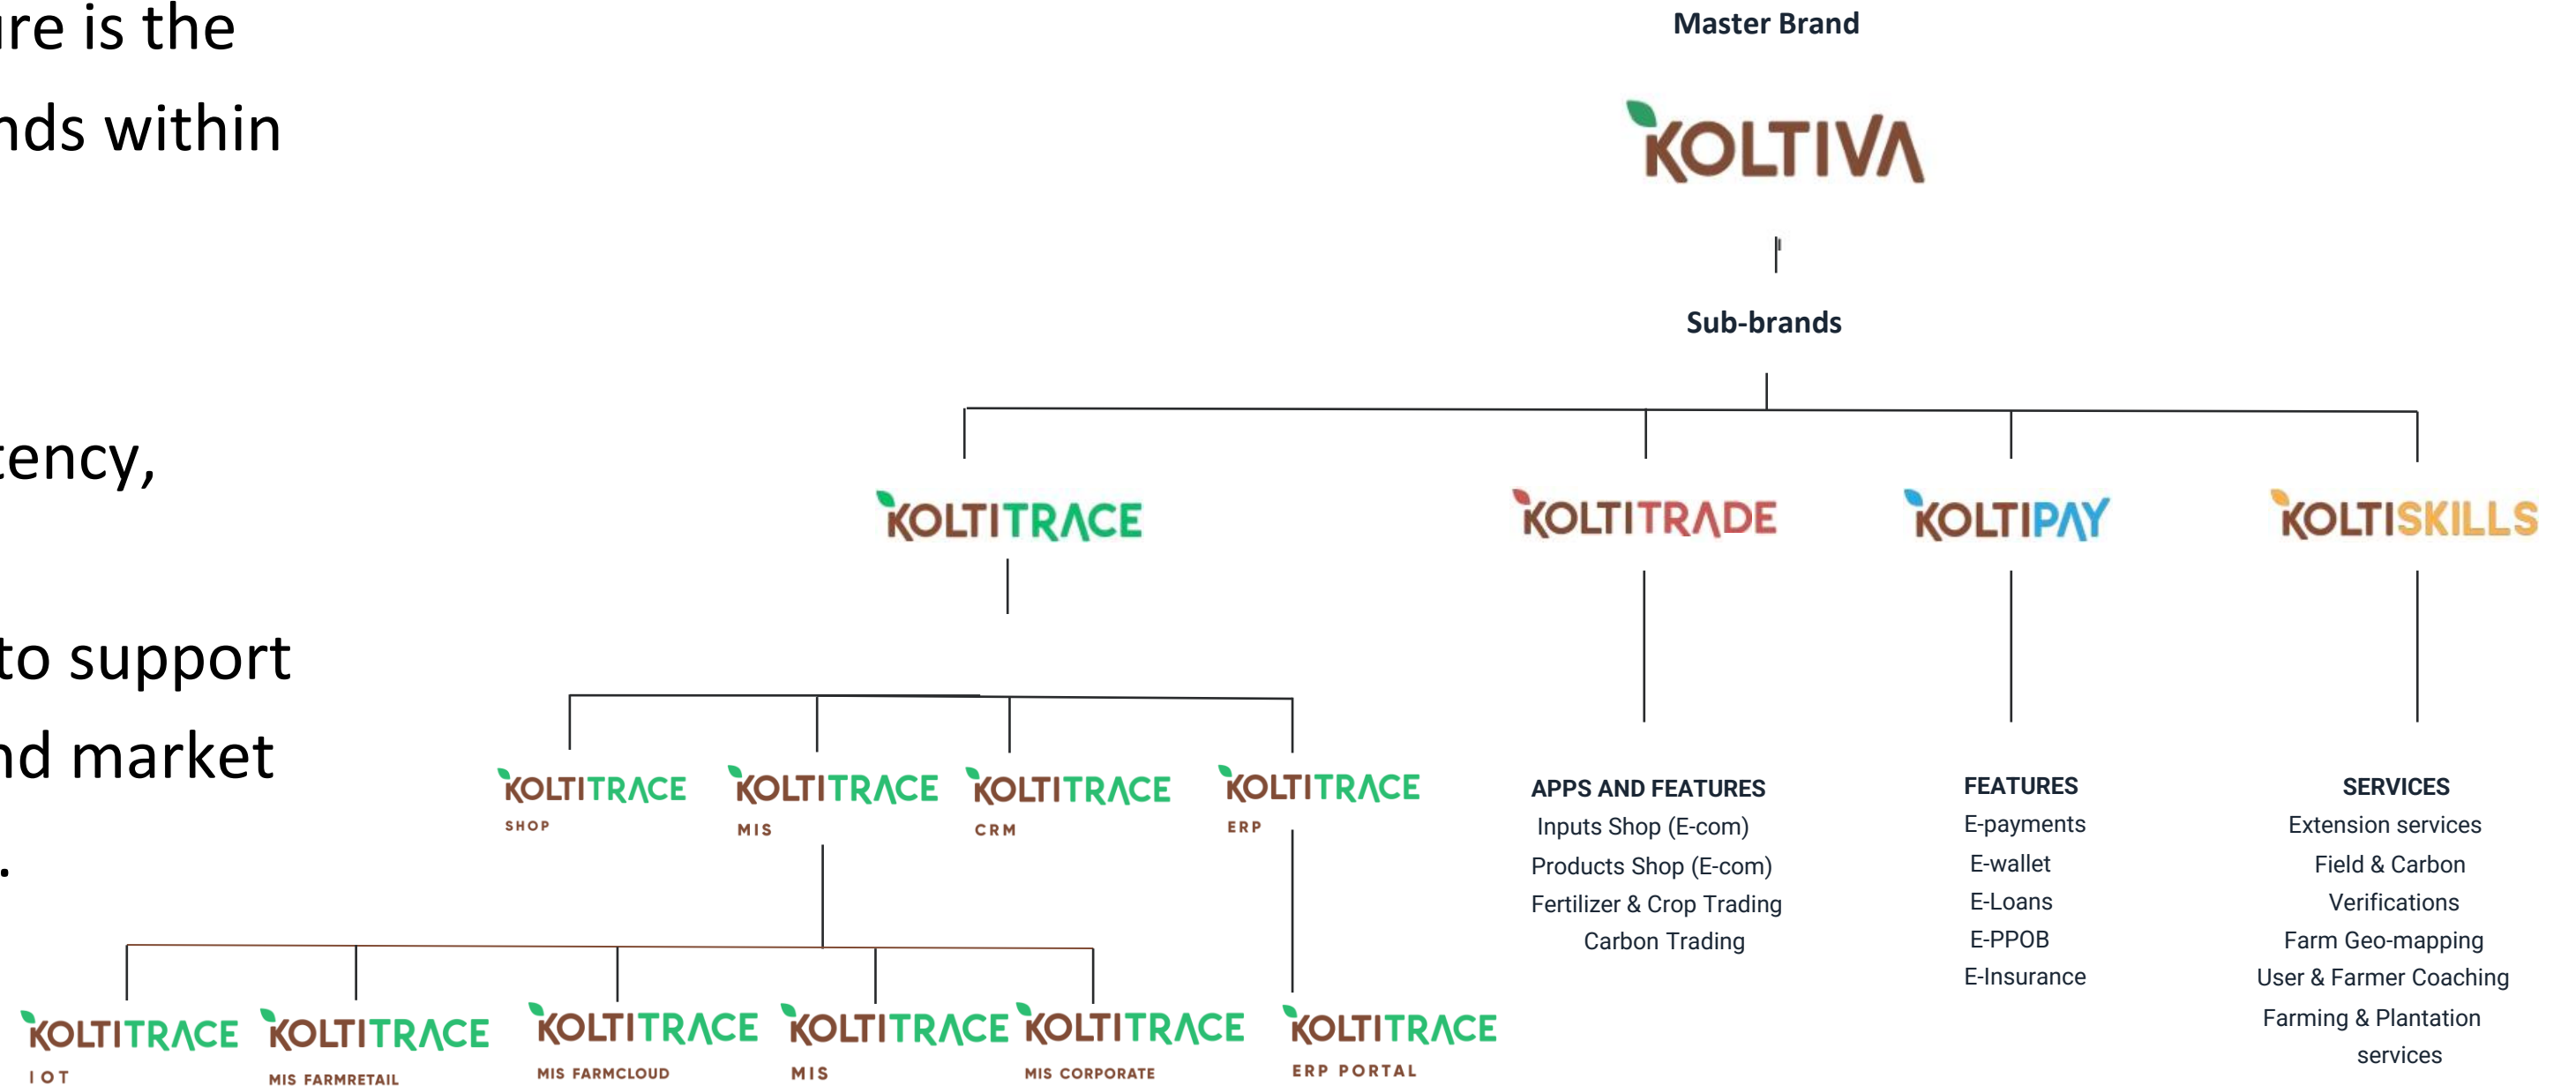 ure is the
nds within
tency,
to support
nd market
.
Master Brand
KOLTIVA
Sub-brands
KOLTITRACE
KOLTITRADE
KOLTIPAY
KOLTISKILLS
KOLTITRACE
SHOP
KOLTITRACE
MIS
KOLTITRACE
CRM
KOLTITRACE
ERP
KOLTITRACE
IOT
KOLTITRACE
MIS FARMRETAIL
KOLTITRACE
MIS FARMCLOUD
KOLTITRACE
MIS
KOLTITRACE
MIS CORPORATE
KOLTITRACE
ERP PORTAL
APPS AND FEATURES
Inputs Shop (E-com)
Products Shop (E-com)
Fertilizer & Crop Trading
Carbon Trading
FEATURES
E-payments
E-wallet
E-Loans
E-PPOB
E-Insurance
SERVICES
Extension services
Field & Carbon
Verifications
Farm Geo-mapping
User & Farmer Coaching
Farming & Plantation
services